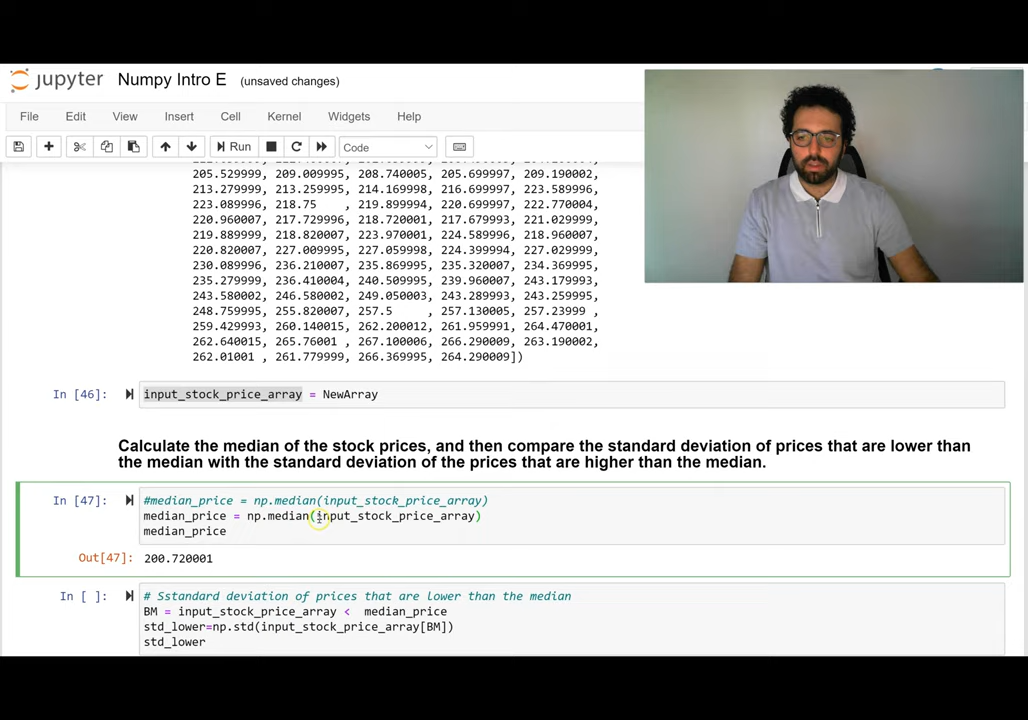 jupyter Numpy Intro E (unsaved changes)
File Edit View Insert Cell Kernel Widgets Help
Run Code
205.529999, 209.009995, 208.740005, 205.699997, 209.190002,
213.279999, 213.259995, 214.169998, 216.699997, 223.589996,
223.089996, 218.75 , 219.899994, 220.699997, 222.770004,
220.960007, 217.729996, 218.720001, 217.679993, 221.029999,
219.889999, 218.820007, 223.970001, 224.589996, 218.960007,
220.820007, 227.009995, 227.059998, 224.399994, 227.029999,
230.089996, 236.210007, 235.869995, 235.320007, 234.369995,
235.279999, 236.410004, 240.509995, 239.960007, 243.179993,
243.580002, 246.580002, 249.050003, 243.289993, 243.259995,
248.759995, 255.820007, 257.5 , 257.130005, 257.23999 ,
259.429993, 260.140015, 262.200012, 261.959991, 264.470001,
262.640015, 265.76001 , 267.100006, 266.290009, 263.190002,
262.01001 , 261.779999, 266.369995, 264.290009])
In [46]: input_stock_price_array = NewArray
Calculate the median of the stock prices, and then compare the standard deviation of prices that are lower than
the median with the standard deviation of the prices that are higher than the median.
In [47]: #median_price = np.median(input_stock_price_array)
median_price = np.median(input_stock_price_array)
median_price
Out[47]: 200.720001
In [ ]: # Sstandard deviation of prices that are lower than the median
BM = input_stock_price_array < median_price
std_lower=np.std(input_stock_price_array[BM])
std_lower